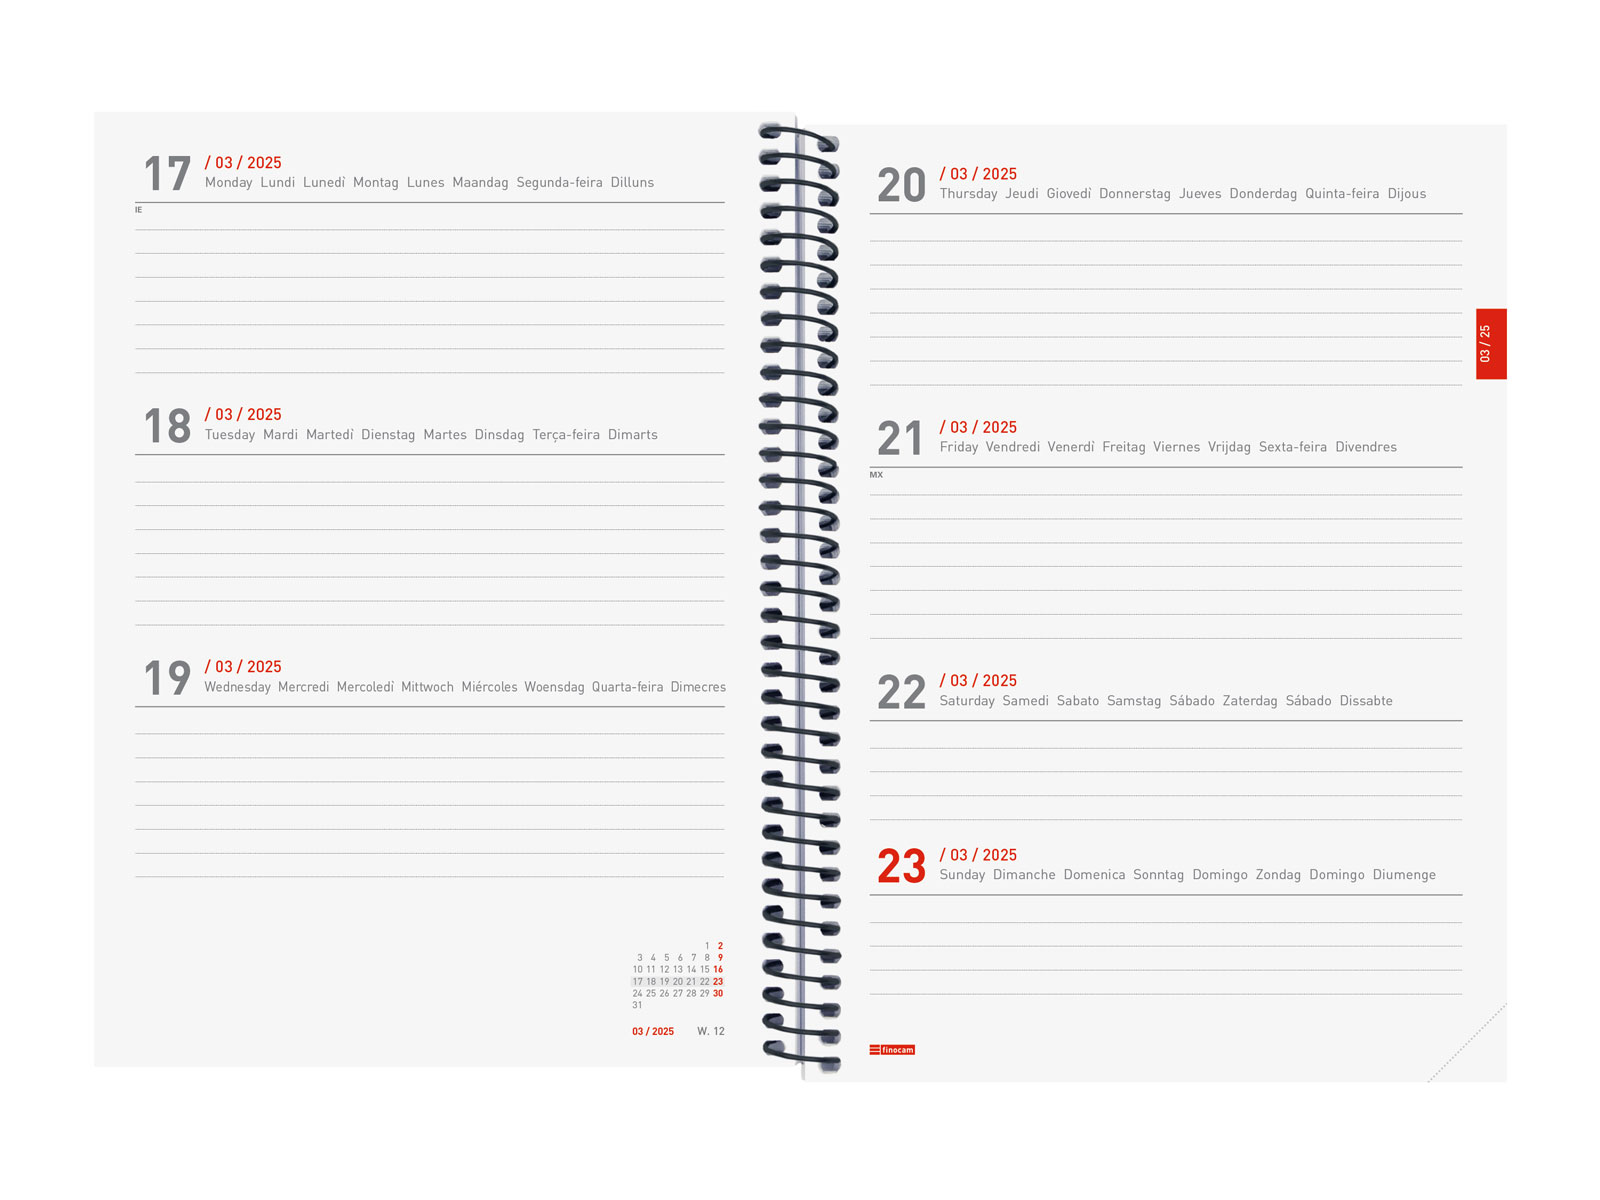 17 / 03 / 2025
Monday Lundi Lunedì Montag Lunes Maandag Segunda-feira Dilluns
IE
18 / 03 / 2025
Tuesday Mardi Martedì Dienstag Martes Dinsdag Terça-feira Dimarts
19 / 03 / 2025
Wednesday Mercredi Mercoledì Mittwoch Miércoles Woensdag Quarta-feira Dimecres
1 2
3 4 5 6 7 8 9
10 11 12 13 14 15 16
17 18 19 20 21 22 23
24 25 26 27 28 29 30
31
03 / 2025 W. 12
20 / 03 / 2025
Thursday Jeudi Giovedì Donnerstag Jueves Donderdag Quinta-feira Dijous
03 / 25
21 / 03 / 2025
Friday Vendredi Venerdì Freitag Viernes Vrijdag Sexta-feira Divendres
MX
22 / 03 / 2025
Saturday Samedi Sabato Samstag Sábado Zaterdag Sábado Dissabte
23 / 03 / 2025
Sunday Dimanche Domenica Sonntag Domingo Zondag Domingo Diumenge
finocam